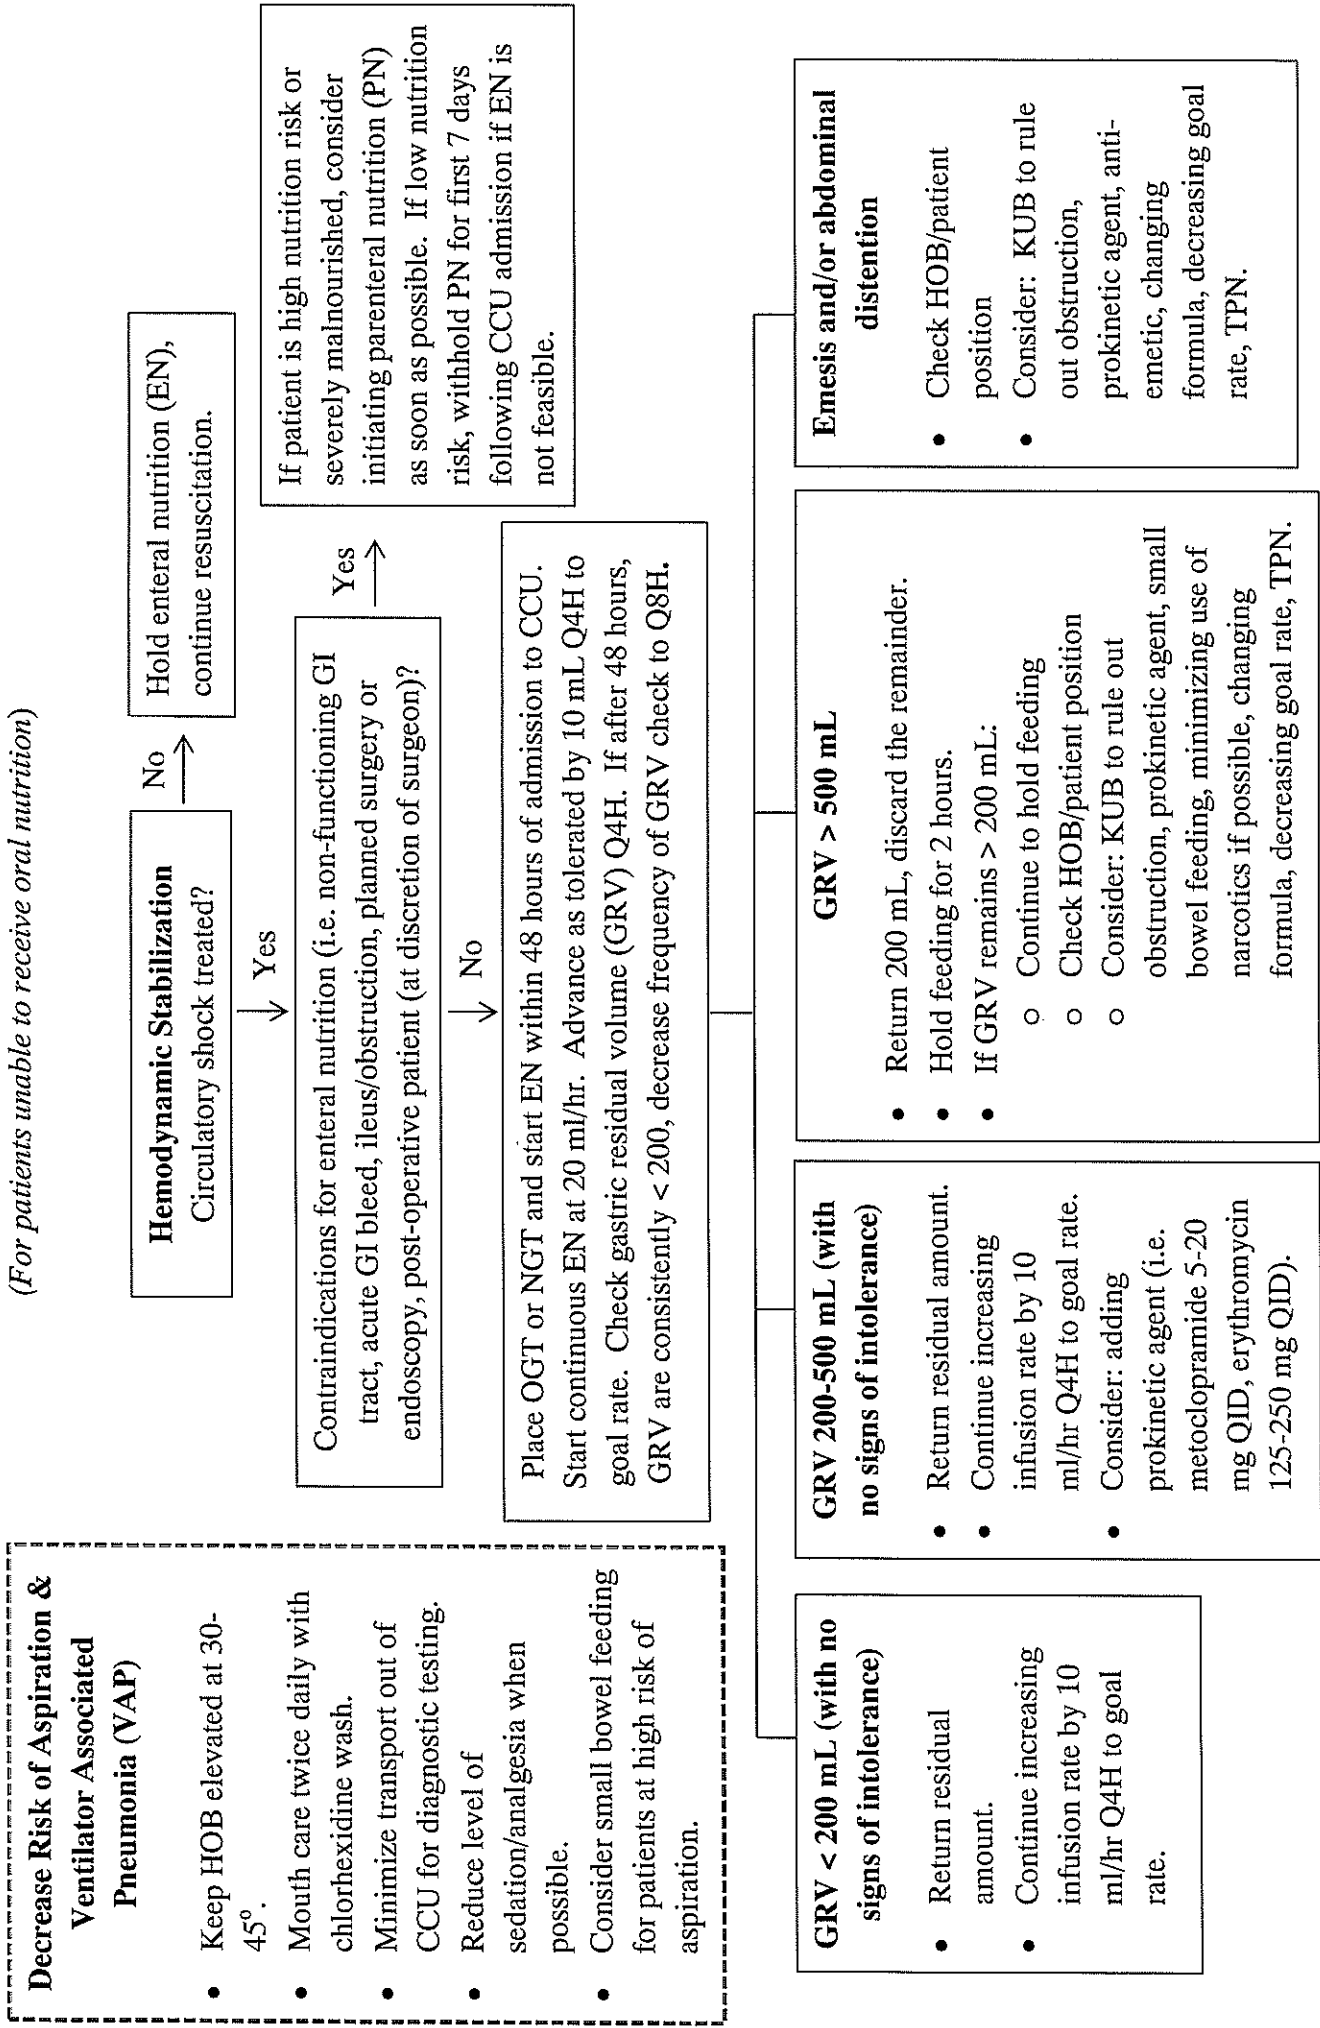 (For patients unable to receive oral nutrition)
Decrease Risk of Aspiration &
Ventilator Associated
Pneumonia (VAP)
• Keep HOB elevated at 30-
45°.
• Mouth care twice daily with
chlorhexidine wash.
• Minimize transport out of
CCU for diagnostic testing.
• Reduce level of
sedation/analgesia when
possible.
• Consider small bowel feeding
for patients at high risk of
aspiration.
Hemodynamic Stabilization
Circulatory shock treated?
No
Hold enteral nutrition (EN),
continue resuscitation.
Yes
Contraindications for enteral nutrition (i.e. non-functioning GI
tract, acute GI bleed, ileus/obstruction, planned surgery or
endoscopy, post-operative patient (at discretion of surgeon)?
Yes
If patient is high nutrition risk or
severely malnourished, consider
initiating parenteral nutrition (PN)
as soon as possible. If low nutrition
risk, withhold PN for first 7 days
following CCU admission if EN is
not feasible.
No
Place OGT or NGT and start EN within 48 hours of admission to CCU.
Start continuous EN at 20 ml/hr. Advance as tolerated by 10 mL Q4H to
goal rate. Check gastric residual volume (GRV) Q4H. If after 48 hours,
GRV are consistently < 200, decrease frequency of GRV check to Q8H.
GRV < 200 mL (with no
signs of intolerance)
• Return residual
amount.
• Continue increasing
infusion rate by 10
ml/hr Q4H to goal
rate.
GRV 200-500 mL (with
no signs of intolerance)
• Return residual amount.
• Continue increasing
infusion rate by 10
ml/hr Q4H to goal rate.
• Consider: adding
prokinetic agent (i.e.
metoclopramide 5-20
mg QID, erythromycin
125-250 mg QID).
GRV > 500 mL
• Return 200 mL, discard the remainder.
• Hold feeding for 2 hours.
• If GRV remains > 200 mL:
o Continue to hold feeding
o Check HOB/patient position
o Consider: KUB to rule out
obstruction, prokinetic agent, small
bowel feeding, minimizing use of
narcotics if possible, changing
formula, decreasing goal rate, TPN.
Emesis and/or abdominal
distention
• Check HOB/patient
position
• Consider: KUB to rule
out obstruction,
prokinetic agent, anti-
emetic, changing
formula, decreasing goal
rate, TPN.